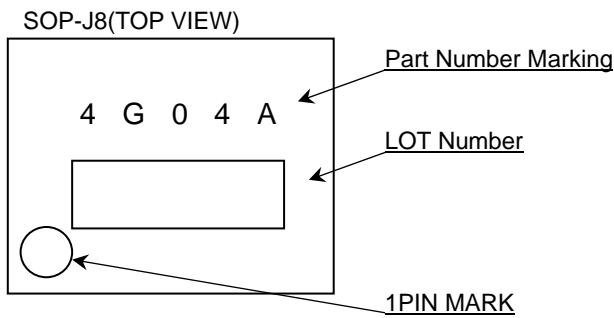 SOP-J8(TOP VIEW)
Part Number Marking
4 G 0 4 A
LOT Number
1PIN MARK